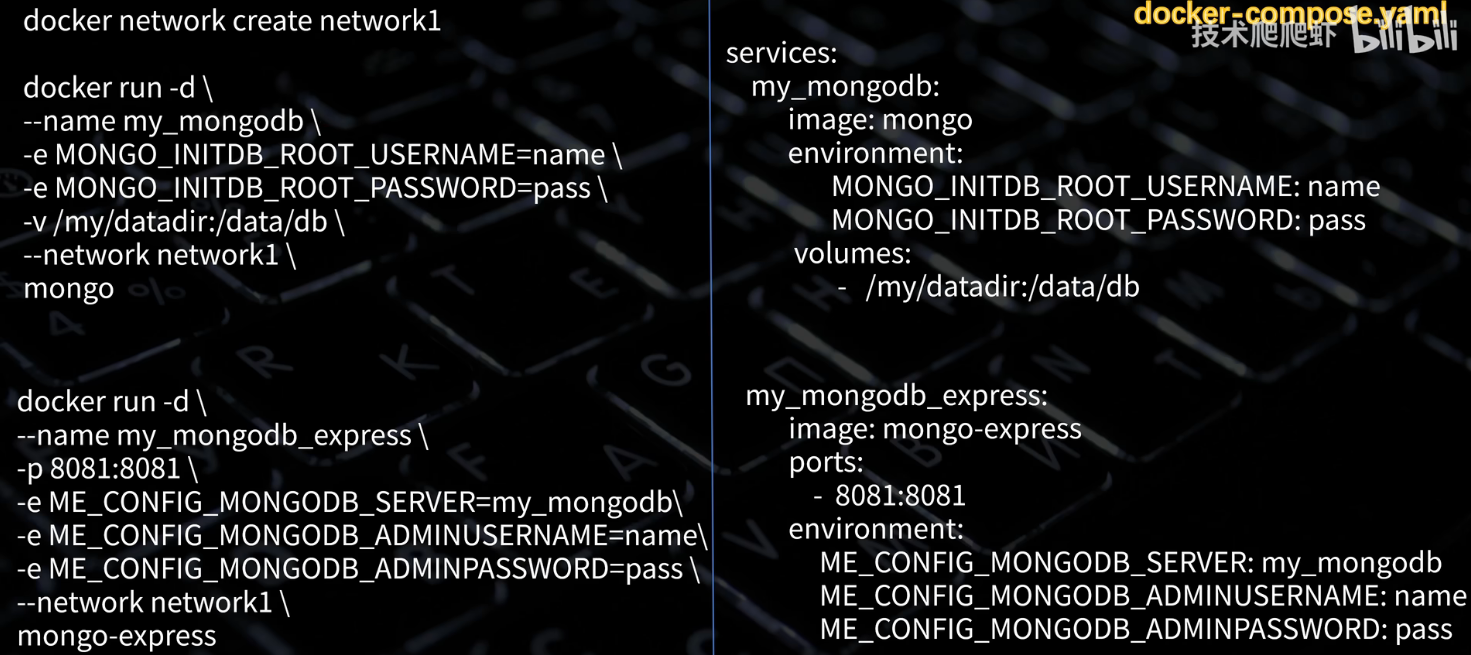 docker network create network1
docker run -d \
--name my_mongodb \
-e MONGO_INITDB_ROOT_USERNAME=name \
-e MONGO_INITDB_ROOT_PASSWORD=pass \
-v /my/datadir:/data/db \
--network network1 \
mongo
docker run -d \
--name my_mongodb_express \
-p 8081:8081 \
-e ME_CONFIG_MONGODB_SERVER=my_mongodb\
-e ME_CONFIG_MONGODB_ADMINUSERNAME=name\
-e ME_CONFIG_MONGODB_ADMINPASSWORD=pass \
--network network1 \
mongo-express
docker-compose.yaml
技术爬爬虾 bilibili
services:
my_mongodb:
image: mongo
environment:
MONGO_INITDB_ROOT_USERNAME: name
MONGO_INITDB_ROOT_PASSWORD: pass
volumes:
- /my/datadir:/data/db
my_mongodb_express:
image: mongo-express
ports:
- 8081:8081
environment:
ME_CONFIG_MONGODB_SERVER: my_mongodb
ME_CONFIG_MONGODB_ADMINUSERNAME: name
ME_CONFIG_MONGODB_ADMINPASSWORD: pass